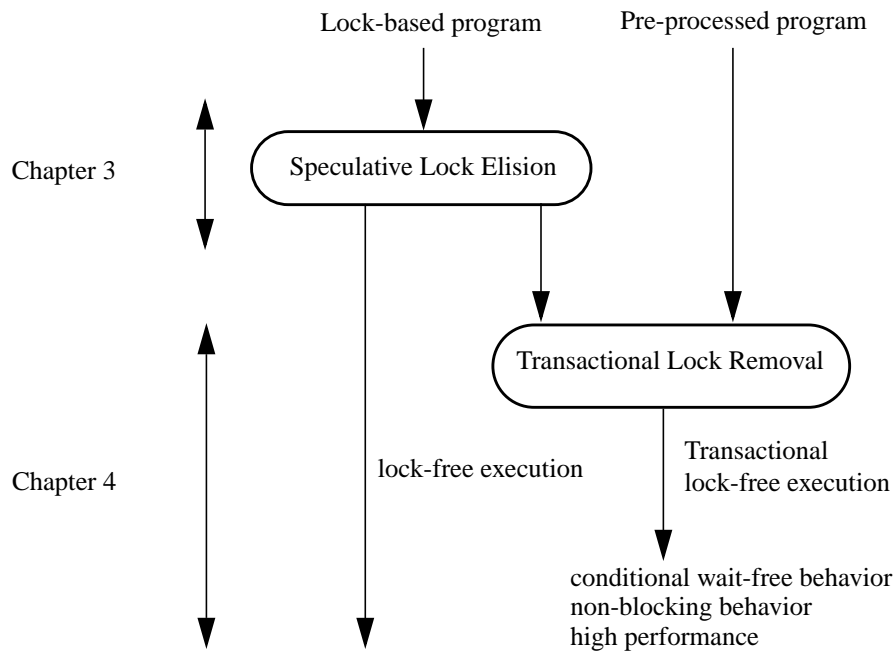 Lock-based program
Pre-processed program
Chapter 3
Speculative Lock Elision
Transactional Lock Removal
Chapter 4
lock-free execution
Transactional
lock-free execution
conditional wait-free behavior
non-blocking behavior
high performance